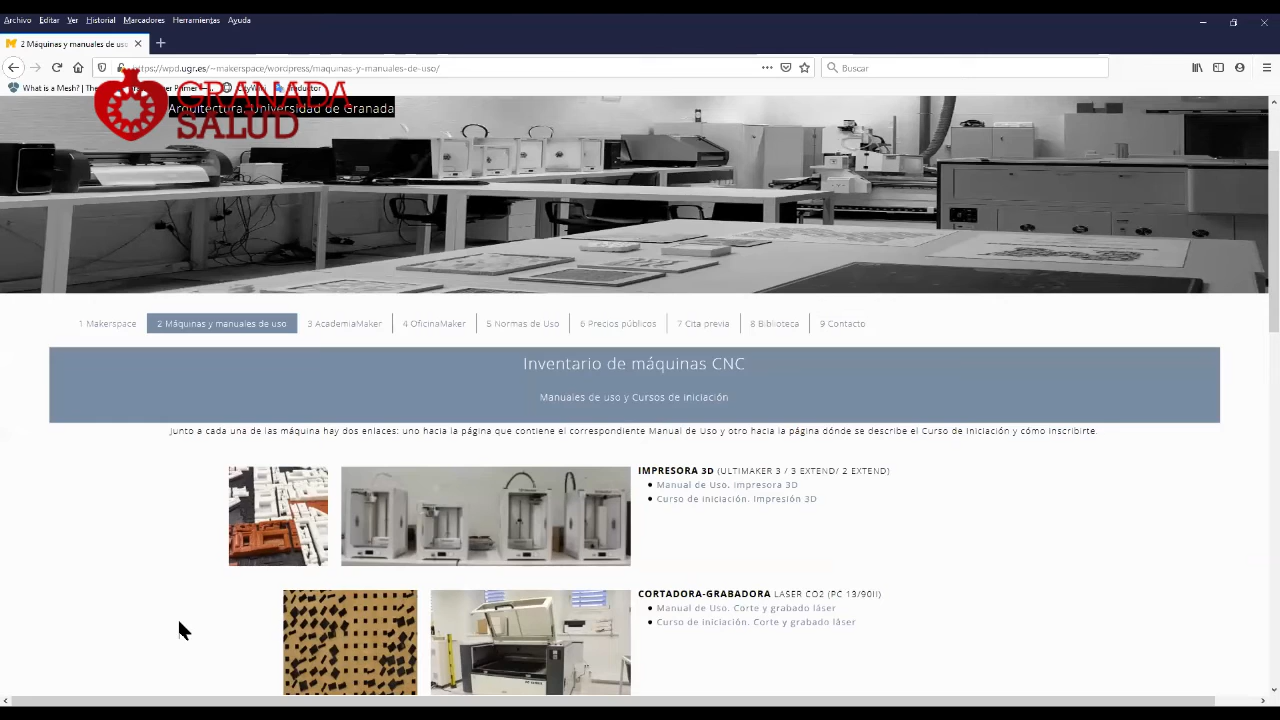 Archivo Editar Ver Historial Marcadores Herramientas Ayuda
2 Máquinas y manuales de uso
https://wpd.ugr.es/~makerspace/wordpress/maquinas-y-manuales-de-uso/
Buscar
What is a Mesh?
GRANADA
SALUD
Arquitectura. Universidad de Granada
1 Makerspace
2 Máquinas y manuales de uso
3 AcademiaMaker
4 OficinaMaker
5 Normas de Uso
6 Precios públicos
7 Cita previa
8 Biblioteca
9 Contacto
Inventario de máquinas CNC
Manuales de uso y Cursos de iniciación
Junto a cada una de las máquina hay dos enlaces: uno hacia la página que contiene el correspondiente Manual de Uso y otro hacia la página dónde se describe el Curso de Iniciación y cómo Inscribirte.
IMPRESORA 3D (ULTIMAKER 3 / 3 EXTEND/ 2 EXTEND)
Manual de Uso. Impresora 3D
Curso de iniciación. Impresión 3D
CORTADORA-GRABADORA LÁSER CO2 (PC 13/90II)
Manual de Uso. Corte y grabado láser
Curso de iniciación. Corte y grabado láser